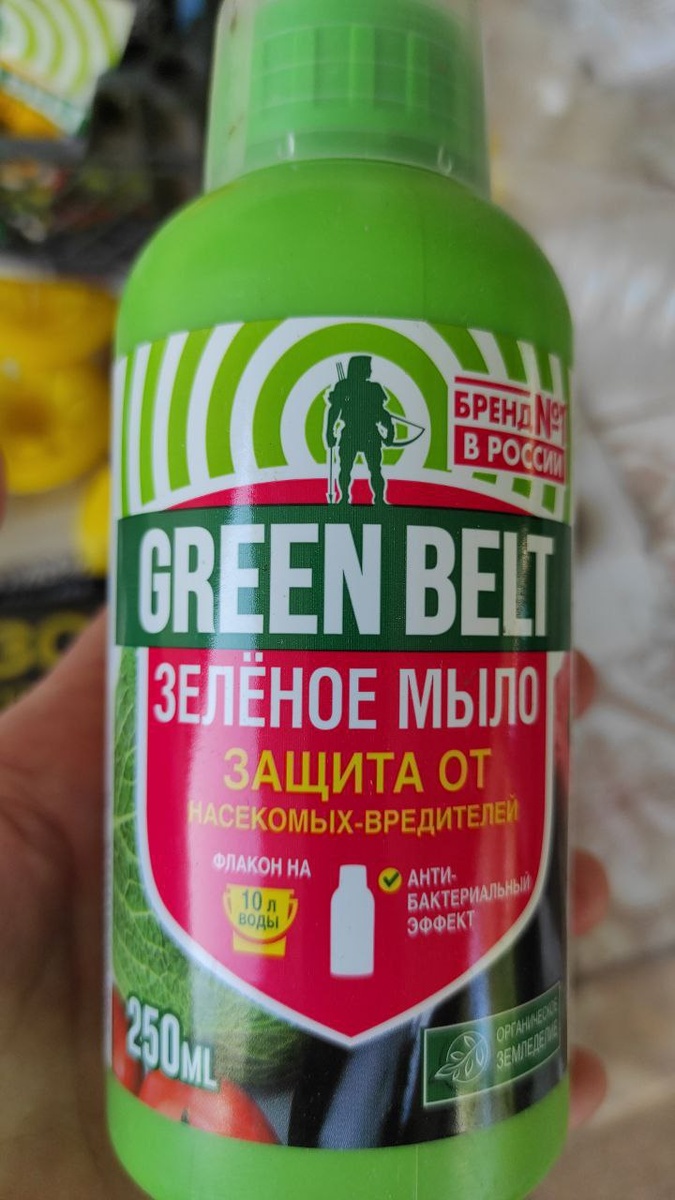 БРЕНД №1
В РОССИИ
GREEN BELT
ЗЕЛЁНОЕ МЫЛО
ЗАЩИТА ОТ
НАСЕКОМЫХ-ВРЕДИТЕЛЕЙ
ФЛАКОН НА
10 л
ВОДЫ
АНТИ-
БАКТЕРИАЛЬНЫЙ
ЭФФЕКТ
250ML
ОРГАНИЧЕСКОЕ
ЗЕМЛЕДЕЛИЕ